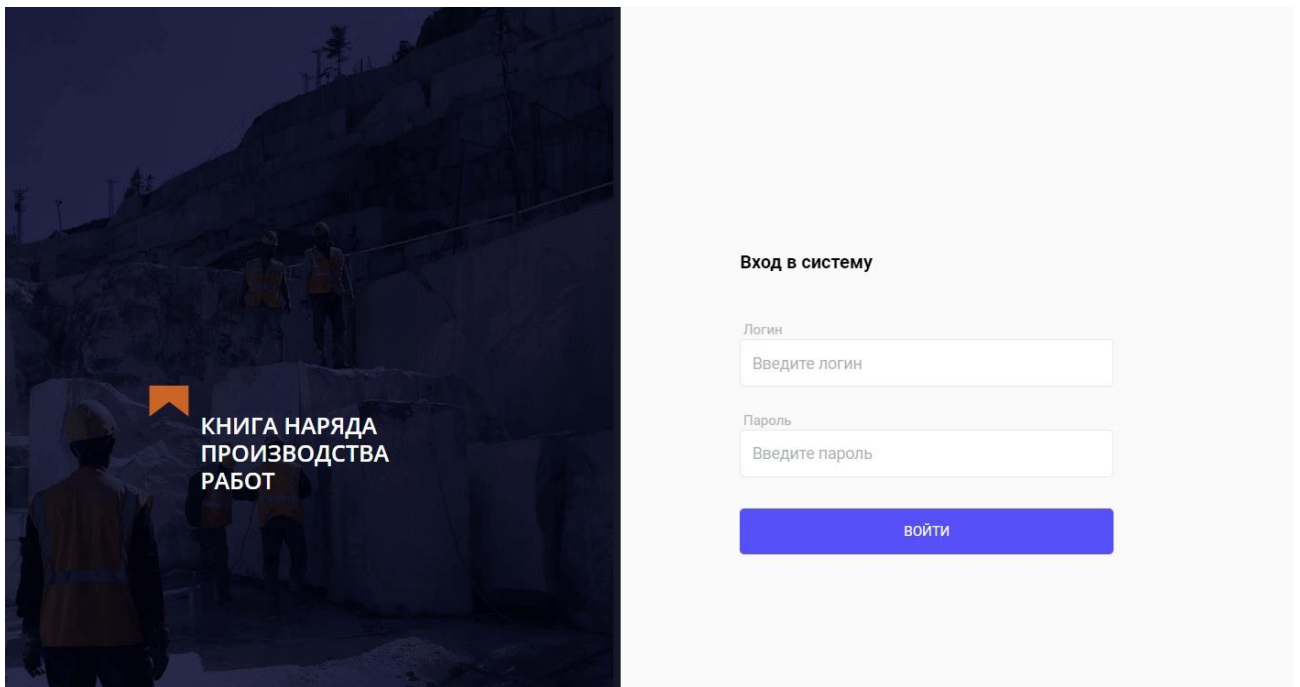 КНИГА НАРЯДА
ПРОИЗВОДСТВА
РАБОТ
Вход в систему
Логин
Введите логин
Пароль
Введите пароль
ВОЙТИ